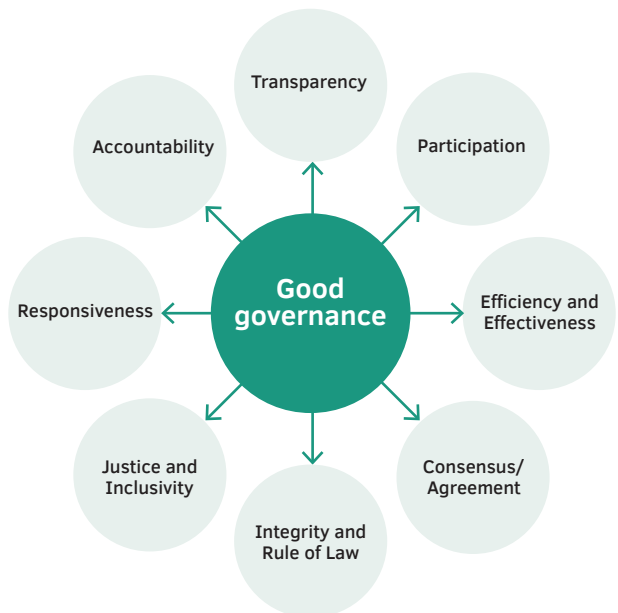 Transparency
Accountability
Participation
Good
governance
Responsiveness
Efficiency and
Effectiveness
Justice and
Inclusivity
Consensus/
Agreement
Integrity and
Rule of Law